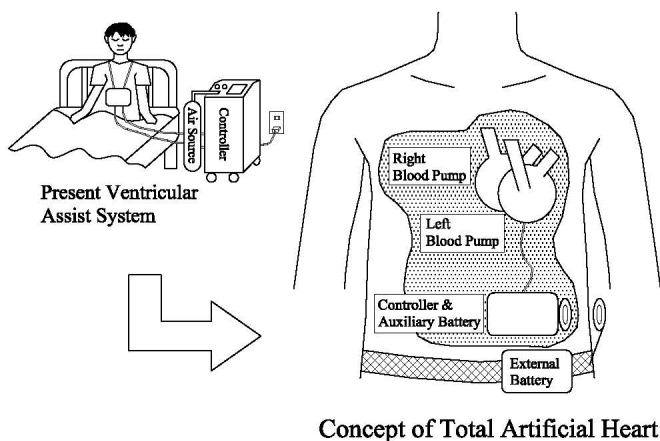 Air Source
Controller
Present Ventricular
Assist System
Right
Blood Pump
Left
Blood Pump
Controller &
Auxiliary Battery
External
Battery
Concept of Total Artificial Heart